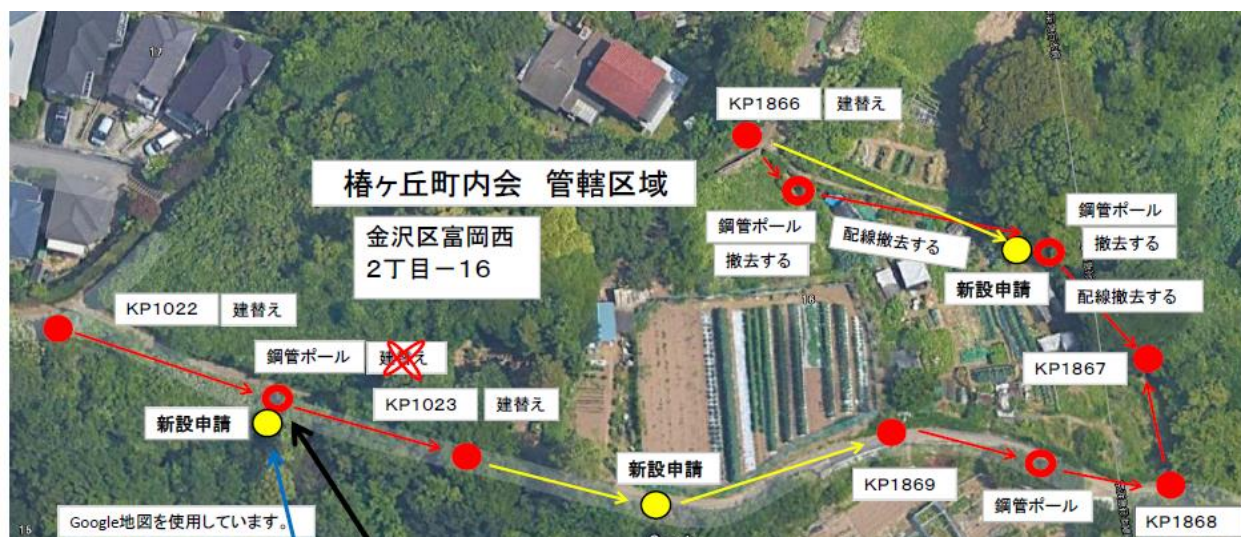 17
KP1866
建替え
椿ヶ丘町内会 管轄区域
金沢区富岡西
2丁目-16
鋼管ポール
撤去する
配線撤去する
鋼管ポール
撤去する
新設申請
配線撤去する
16
KP1022
建替え
鋼管ポール
建替え
KP1867
KP1023
建替え
新設申請
新設申請
KP1869
鋼管ポール
KP1868
Google地図を使用しています。
16